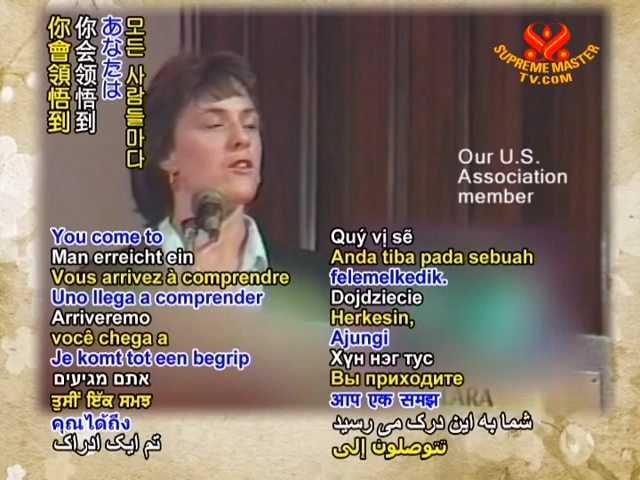 你會領悟到
你会领悟到
あなたは
모든 사람들마다
SUPREME MASTER
TV.COM
Our U.S.
Association
member
You come to
Man erreicht ein
Vous arrivez à comprendre
Uno llega a comprender
Arriveremo
você chega a
Je komt tot een begrip
אתם מגיעים
ਤੁਸੀਂ ਇੱਕ ਸਮਝ
คุณได้ถึง
تم ایک ادراک
Quý vị sẽ
Anda tiba pada sebuah
felemelkedik.
Dojdziecie
Herkesin,
Ajungi
Хүн нэг тус
Вы приходите
आप एक समझ
شما به این درک می رسید
تتوصلون إلى